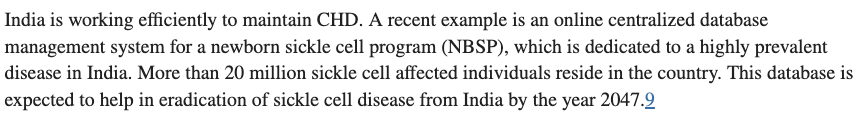 India is working efficiently to maintain CHD. A recent example is an online centralized database
management system for a newborn sickle cell program (NBSP), which is dedicated to a highly prevalent
disease in India. More than 20 million sickle cell affected individuals reside in the country. This database is
expected to help in eradication of sickle cell disease from India by the year 2047.9